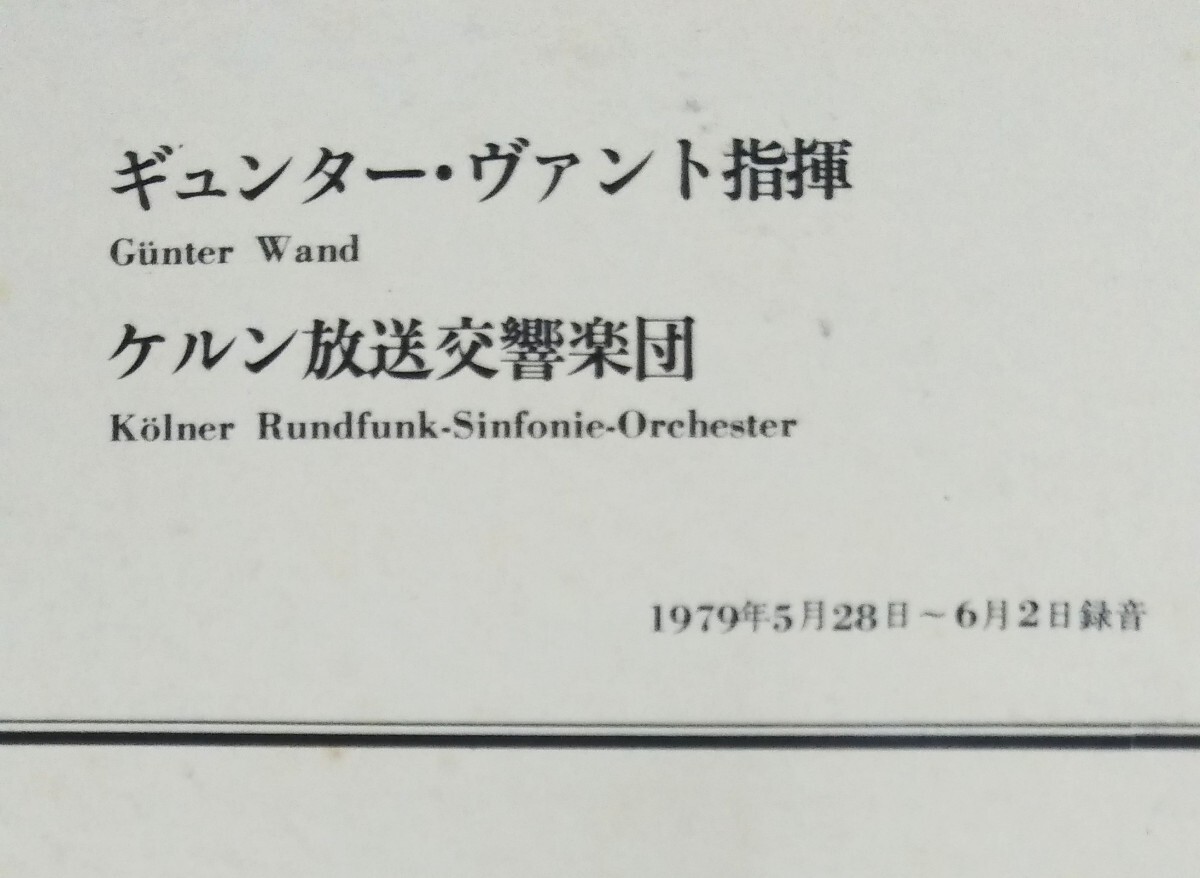 ギュンター・ヴァント指揮
Günter Wand
ケルン放送交響楽団
Kölner Rundfunk-Sinfonie-Orchester
1979年5月28日～6月2日録音